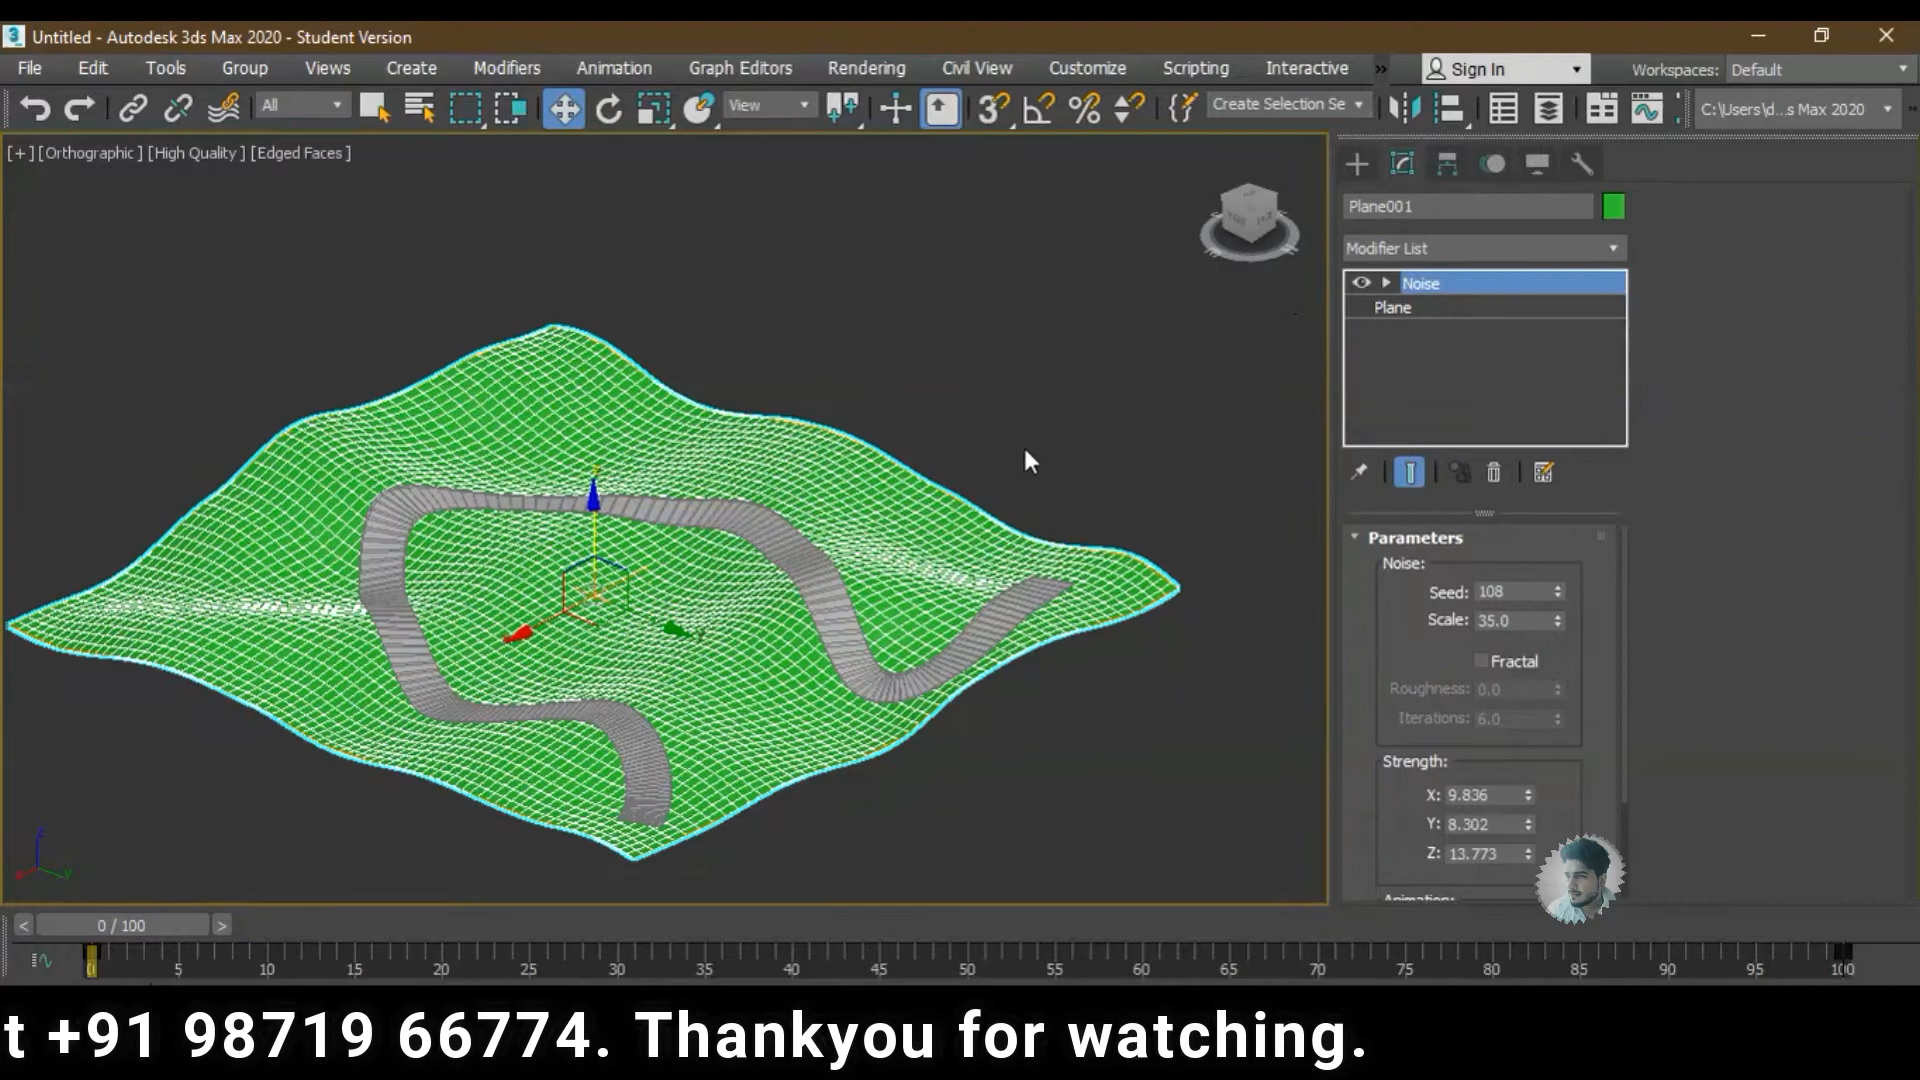 Untitled - Autodesk 3ds Max 2020 - Student Version
File Edit Tools Group Views Create Modifiers Animation Graph Editors Rendering Civil View Customize Scripting Interactive » Sign In Workspaces: Default
All View 3 Create Selection Se C:\Users\d...s Max 2020 »
[+] [Orthographic] [High Quality] [Edged Faces]
Plane001
Modifier List
Noise
Plane
Parameters
Noise:
Seed: 108
Scale: 35.0
Fractal
Roughness: 0.0
Iterations: 6.0
Strength:
X: 9.836
Y: 8.302
Z: 13.773
< 0 / 100 >
0 5 10 15 20 25 30 35 40 45 50 55 60 65 70 75 80 85 90 95 100
t +91 98719 66774. Thankyou for watching.